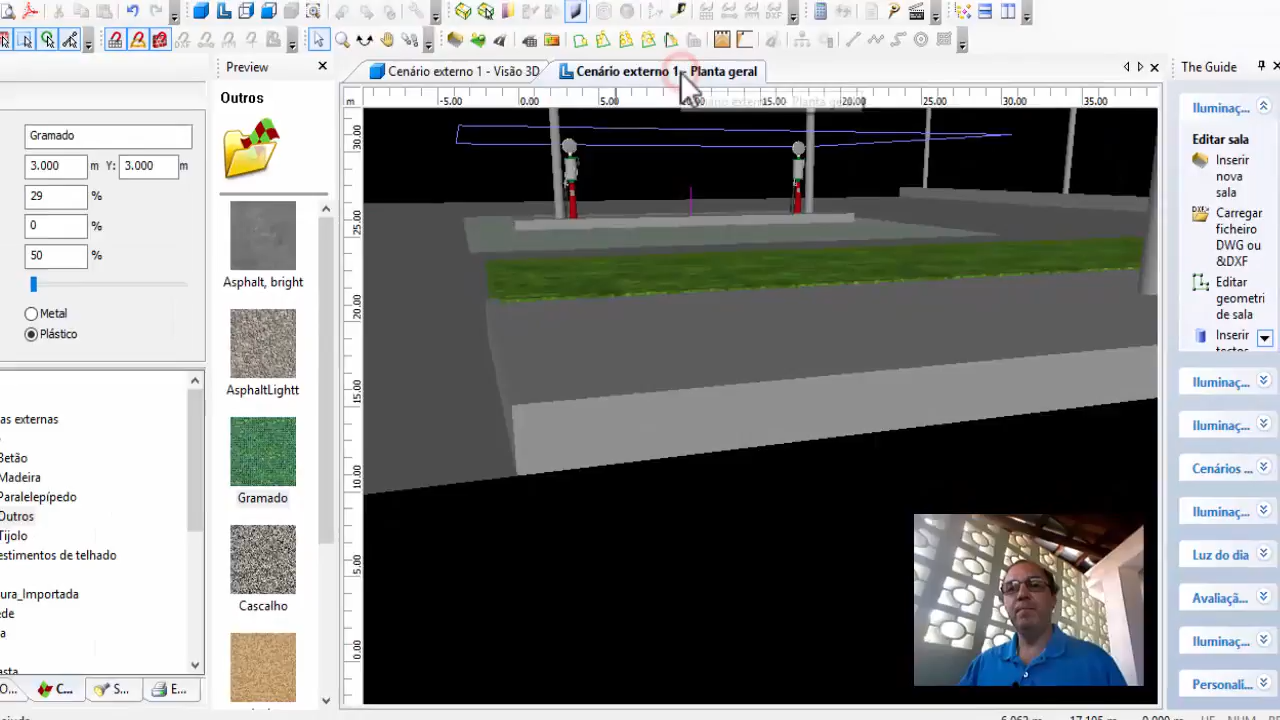 Preview
Outros
Gramado
3.000 m Y: 3.000 m
29 %
0 %
50 %
Metal
Plástico
as externas
Betão
Madeira
Paralelepípedo
Outros
Tijolo
estimentos de telhado
ura_Importada
ede
a
asta
O...
C...
S...
E...
Asphalt, bright
AsphaltLightt
Gramado
Cascalho
Cenário externo 1 - Visão 3D
Cenário externo 1 - Planta geral
m -5.00 0.00 5.00 15.00 20.00 25.00 30.00 35.00
30.00
25.00
20.00
15.00
10.00
5.00
0.00
The Guide
Iluminaç...
Editar sala
Inserir
nova
sala
Carregar
ficheiro
DWG ou
&DXF
Editar
geometri
de sala
Inserir
textos
Iluminaç...
Iluminaç...
Cenários ...
Iluminaç...
Luz do dia
Avaliaçã...
Iluminaç...
Personali...